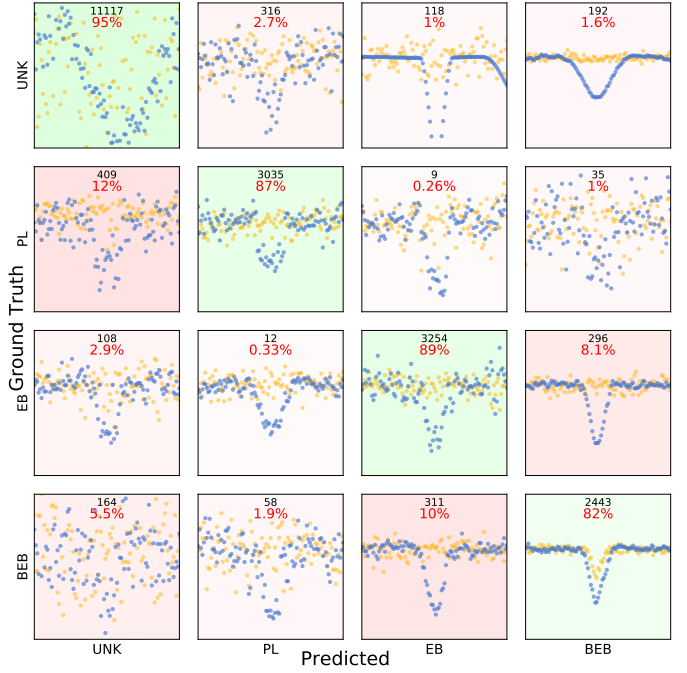 11117 316 118 192
95% 2.7% 1% 1.6%
UNK
409 3035 9 35
12% 87% 0.26% 1%
PL
Ground Truth
108 12 3254 296
2.9% 0.33% 89% 8.1%
EB
164 58 311 2443
5.5% 1.9% 10% 82%
BEB
UNK PL EB BEB
Predicted